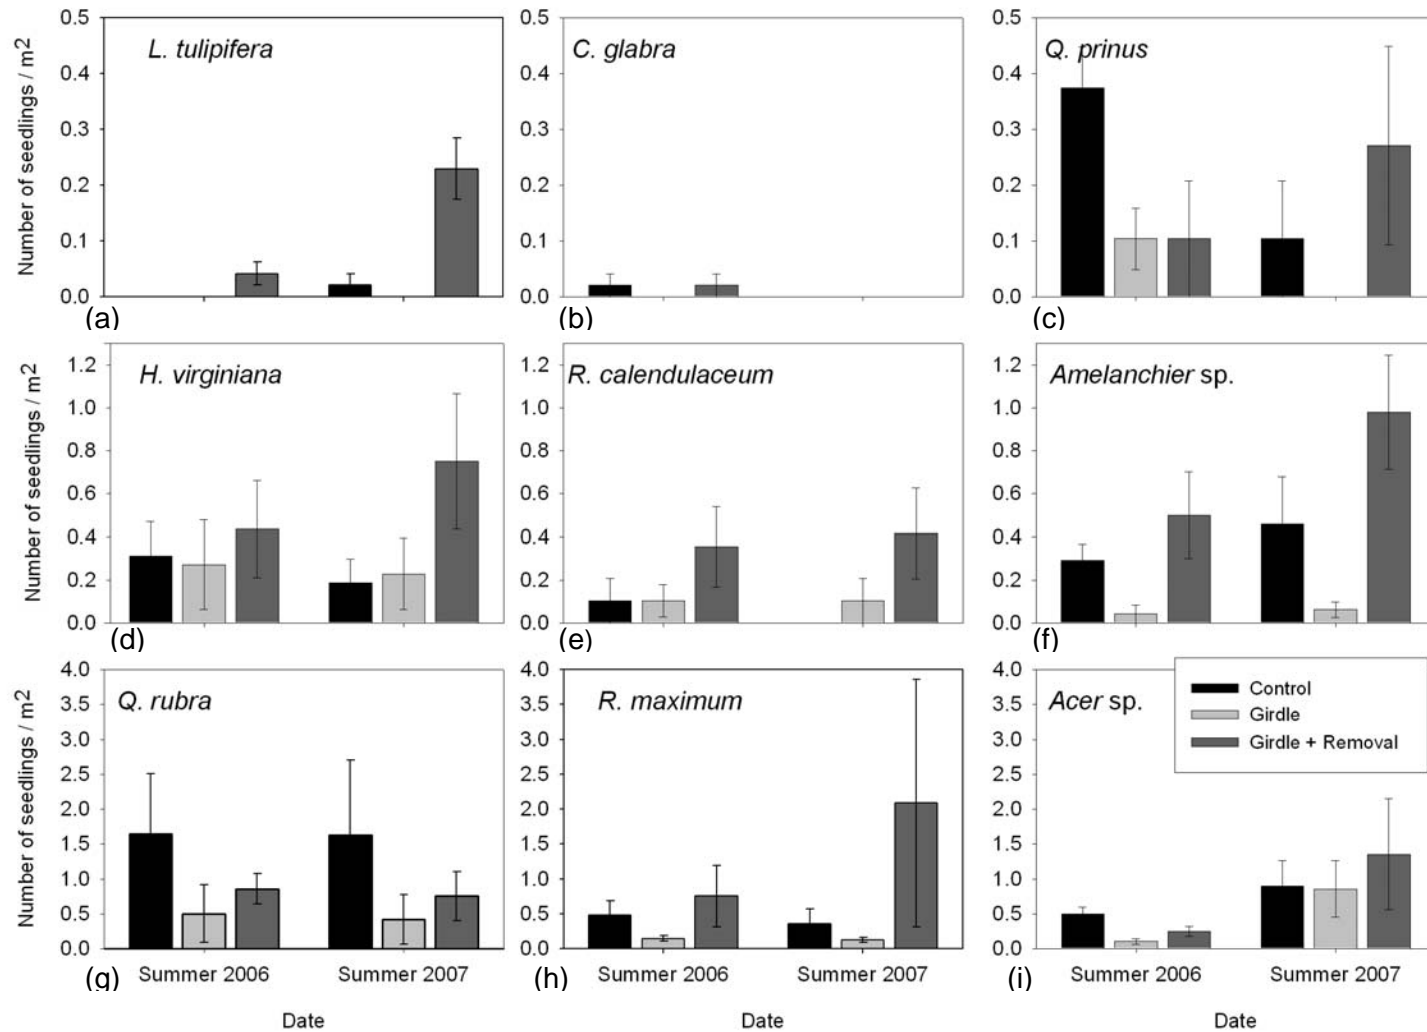 L. tulipifera
Number of seedlings / m2
0.5
0.4
0.3
0.2
0.1
0.0
(a)
C. glabra
0.5
0.4
0.3
0.2
0.1
0.0
(b)
Q. prinus
0.5
0.4
0.3
0.2
0.1
0.0
(c)
H. virginiana
Number of seedlings / m2
1.2
1.0
0.8
0.6
0.4
0.2
0.0
(d)
R. calendulaceum
1.2
1.0
0.8
0.6
0.4
0.2
0.0
(e)
Amelanchier sp.
1.2
1.0
0.8
0.6
0.4
0.2
0.0
(f)
Q. rubra
Number of seedlings / m2
4.0
3.5
3.0
2.5
2.0
1.5
1.0
0.5
0.0
(g)
Summer 2006
Summer 2007
Date
R. maximum
4.0
3.5
3.0
2.5
2.0
1.5
1.0
0.5
0.0
(h)
Summer 2006
Summer 2007
Date
Acer sp.
4.0
3.5
3.0
2.5
2.0
1.5
1.0
0.5
0.0
(i)
Summer 2006
Summer 2007
Date
Control
Girdle
Girdle + Removal